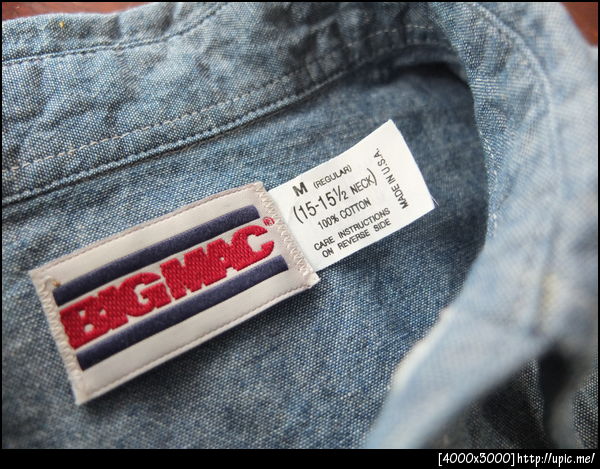 BIGMAC®
M (REGULAR)
(15-15½ NECK)
100% COTTON
CARE INSTRUCTIONS
ON REVERSE SIDE
MADE IN U.S.A.
[4000x3000]http://upic.me/